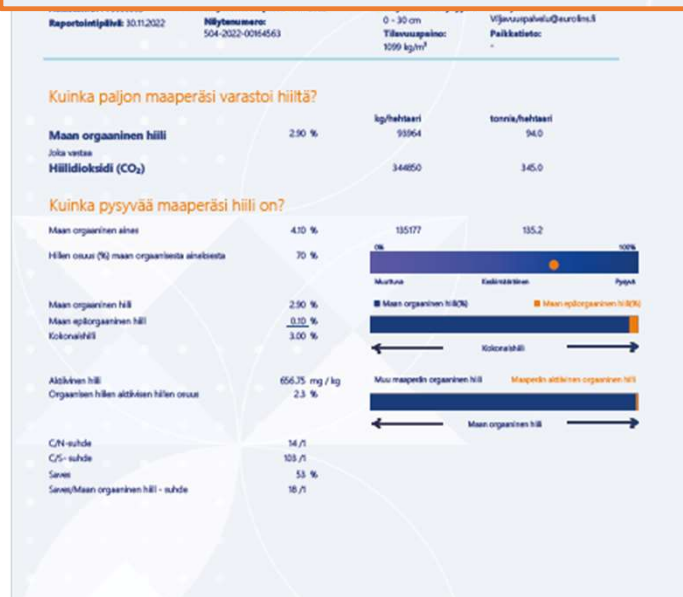 Raportointipäivä: 30.11.2022
Näytenumero:
504-2022-00164563
0 - 30 cm
Tilavuuspaino:
1099 kg/m³
Viljavuuspalvelu@eurofins.fi
Paikkatieto:
-
Kuinka paljon maaperäsi varastoi hiiltä?
kg/hehtaari tonnia/hehtaari
Maan orgaaninen hiili 2.90 % 93964 94.0
Joka vastaa
Hiilidioksidi (CO₂) 344850 345.0
Kuinka pysyvää maaperäsi hiili on?
Maan orgaaninen aines 4.10 % 135177 135.2
0% 100%
Hiilen osuus (%) maan orgaanisesta aineksesta 70 %
Muuttuva Keskimääräinen Pysyvä
Maan orgaaninen hiili 2.90 % Maan orgaaninen hiili(%) Maan epäorgaaninen hiili(%)
Maan epäorgaaninen hiili 0.10 %
Kokonaishiili 3.00 % Kokonaishiili
Aktiivinen hiili 656.75 mg / kg Muu maaperän orgaaninen hiili Maaperän aktiivinen orgaaninen hiili
Orgaanisen hiilen aktiivisen hiilen osuus 2.3 %
Maan orgaaninen hiili
C/N-suhde 14 /1
C/S- suhde 103 /1
Saves 53 %
Saves/Maan orgaaninen hiili - suhde 18 /1